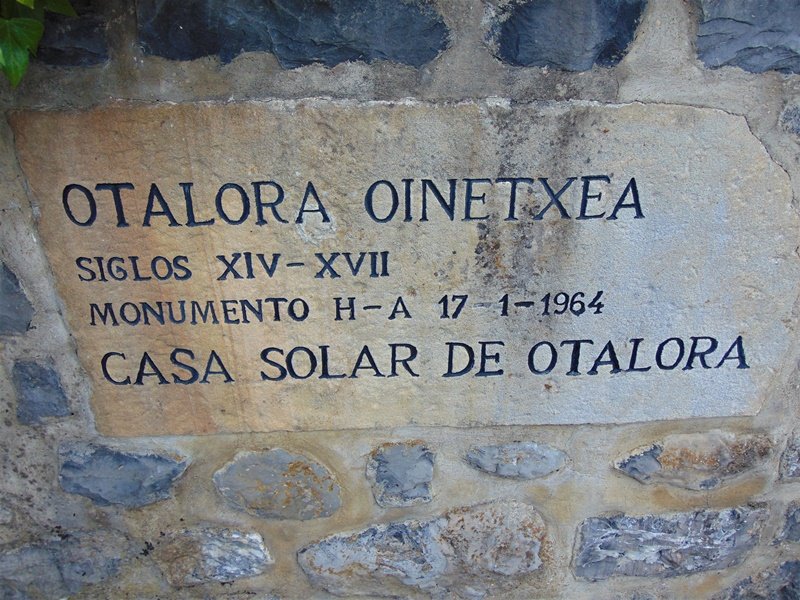 OTALORA OINETXEA
SIGLOS XIV-XVII
MONUMENTO H-A 17-1-1964
CASA SOLAR DE OTALORA